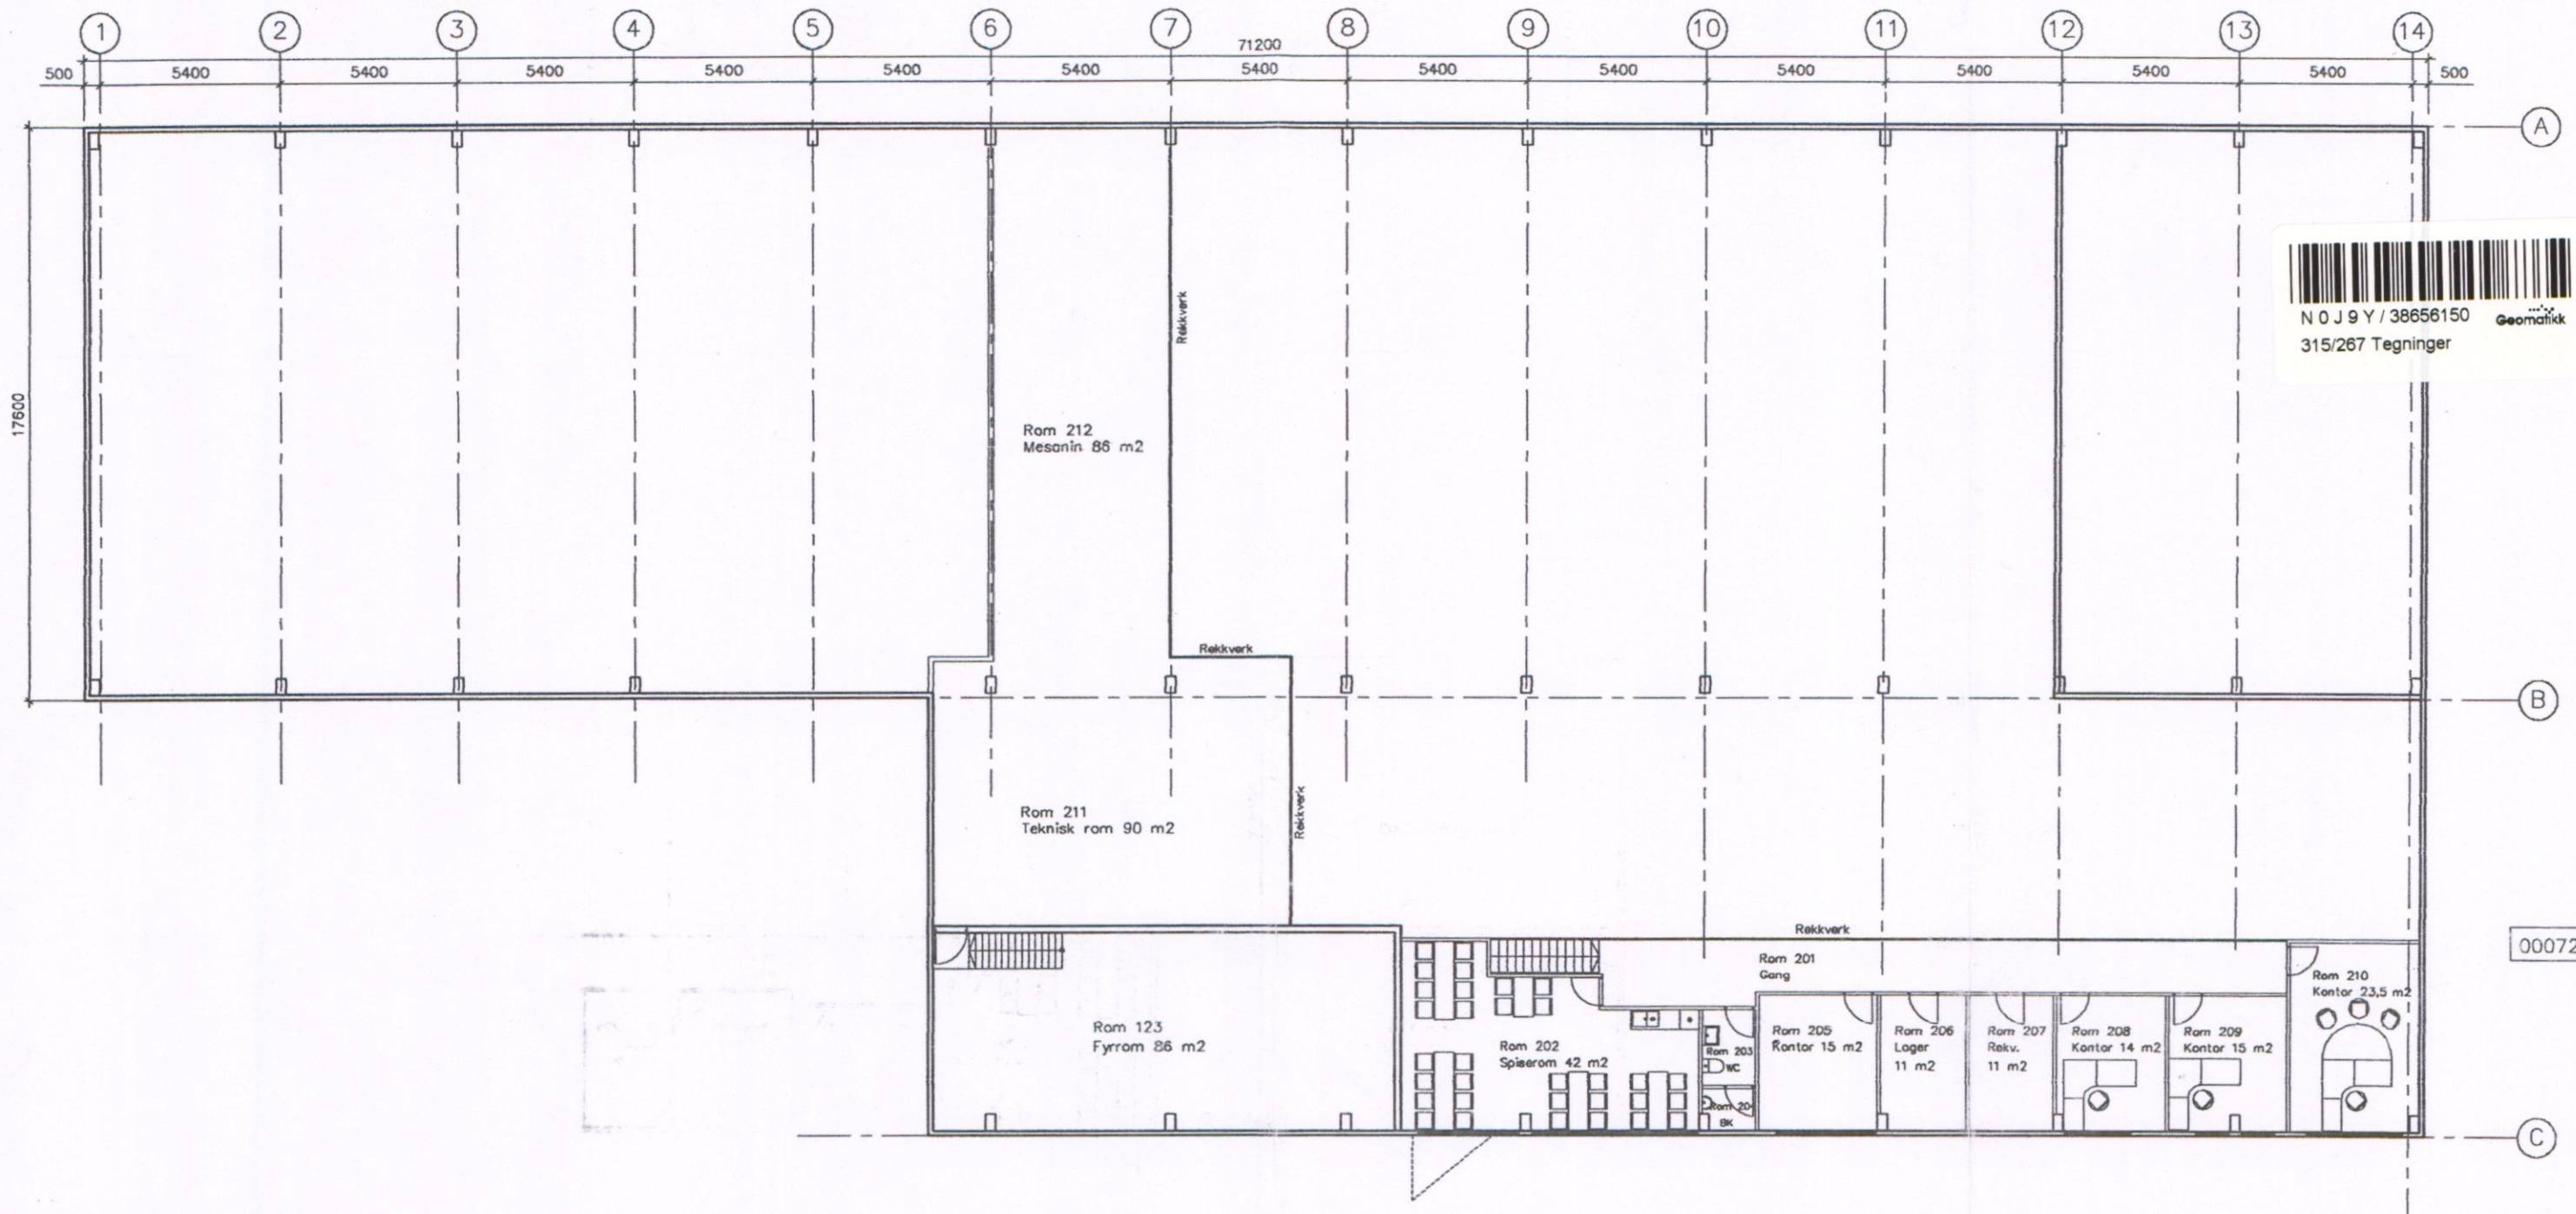 1 2 3 4 5 6 7 8 9 10 11 12 13 14
71200
500 5400 5400 5400 5400 5400 5400 5400 5400 5400 5400 5400 5400 5400 500
A
N 0 J 9 Y / 38656150 Geomatikk
315/267 Tegninger
Rekkverk
17600
Rom 212
Mesanin 86 m2
Rekkverk
B
Rom 211
Teknisk rom 90 m2
Rekkverk
Rekkverk
00072
Rom 201
Gang
Rom 210
Kontor 23,5 m2
Rom 123
Fyrrom 86 m2
Rom 202
Spiserom 42 m2
Rom 203
WC
Rom 20
BK
Rom 205
Kontor 15 m2
Rom 206
Lager
11 m2
Rom 207
Rekv.
11 m2
Rom 208
Kontor 14 m2
Rom 209
Kontor 15 m2
C